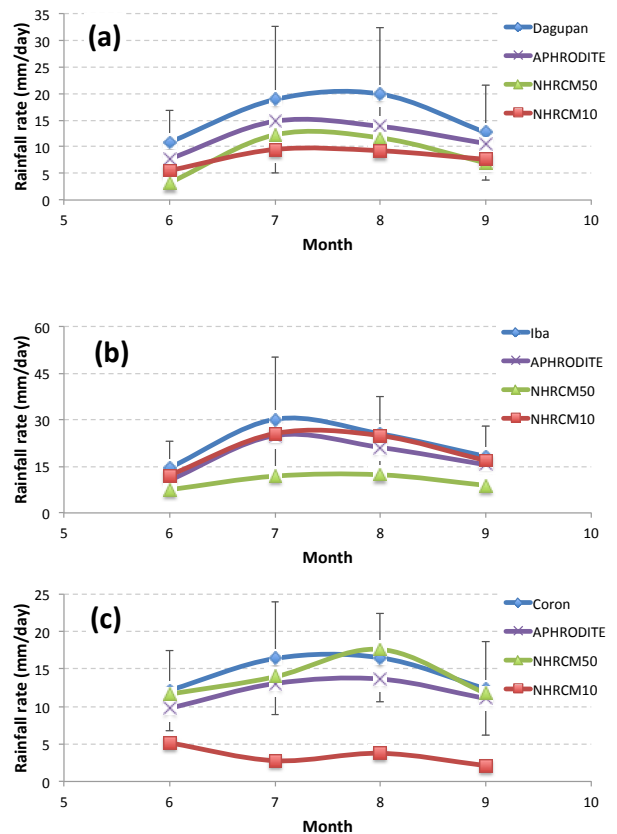 (a)
Rainfall rate (mm/day)
35
30
25
20
15
10
5
0
5 6 7 8 9 10
Month
Dagupan
APHRODITE
NHRCM50
NHRCM10
(b)
Rainfall rate (mm/day)
60
45
30
15
0
5 6 7 8 9 10
Month
Iba
APHRODITE
NHRCM50
NHRCM10
(c)
Rainfall rate (mm/day)
25
20
15
10
5
0
5 6 7 8 9 10
Month
Coron
APHRODITE
NHRCM50
NHRCM10